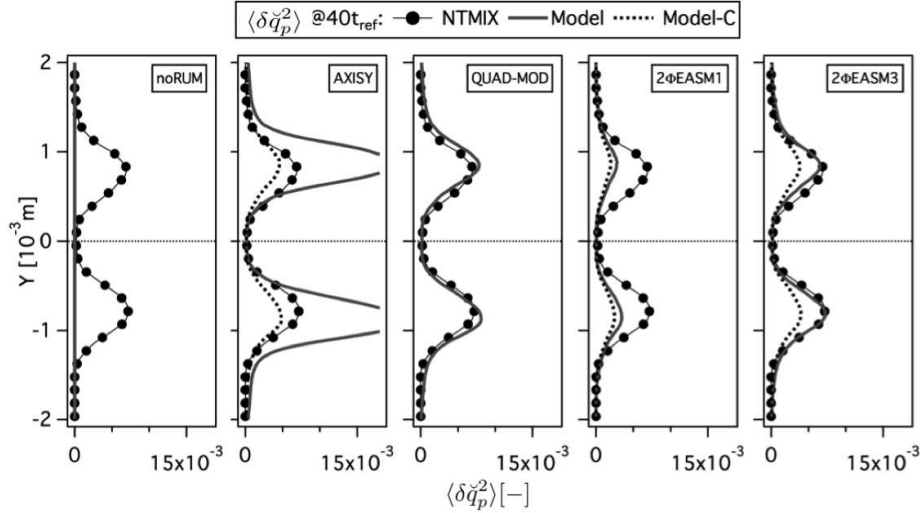 ⟨δq̆²ₚ⟩ @40t_ref: NTMIX Model Model-C
noRUM AXISY QUAD-MOD 2ΦEASM1 2ΦEASM3
2
1
0
-1
-2
Y [10⁻³m]
0 15x10⁻³ 0 15x10⁻³ 0 15x10⁻³ 0 15x10⁻³ 0 15x10⁻³
⟨δq̆²ₚ⟩[−]